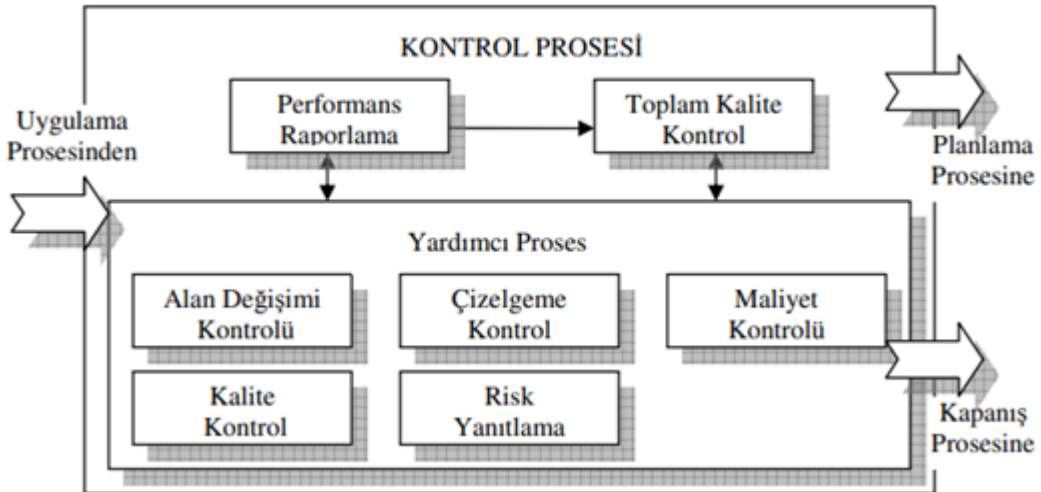 KONTROL PROSESİ
Performans
Raporlama
Toplam Kalite
Kontrol
Uygulama
Prosesinden
Planlama
Prosesine
Yardımcı Proses
Alan Değişimi
Kontrolü
Çizelgeme
Kontrol
Maliyet
Kontrolü
Kalite
Kontrol
Risk
Yanıtlama
Kapanış
Prosesine